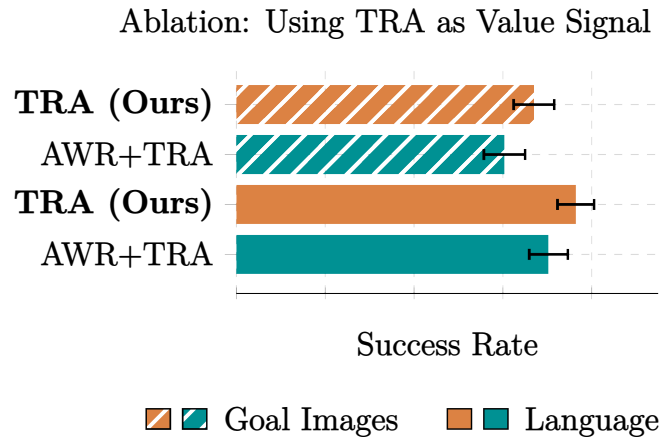 Ablation: Using TRA as Value Signal
TRA (Ours)
AWR+TRA
TRA (Ours)
AWR+TRA
Success Rate
Goal Images
Language